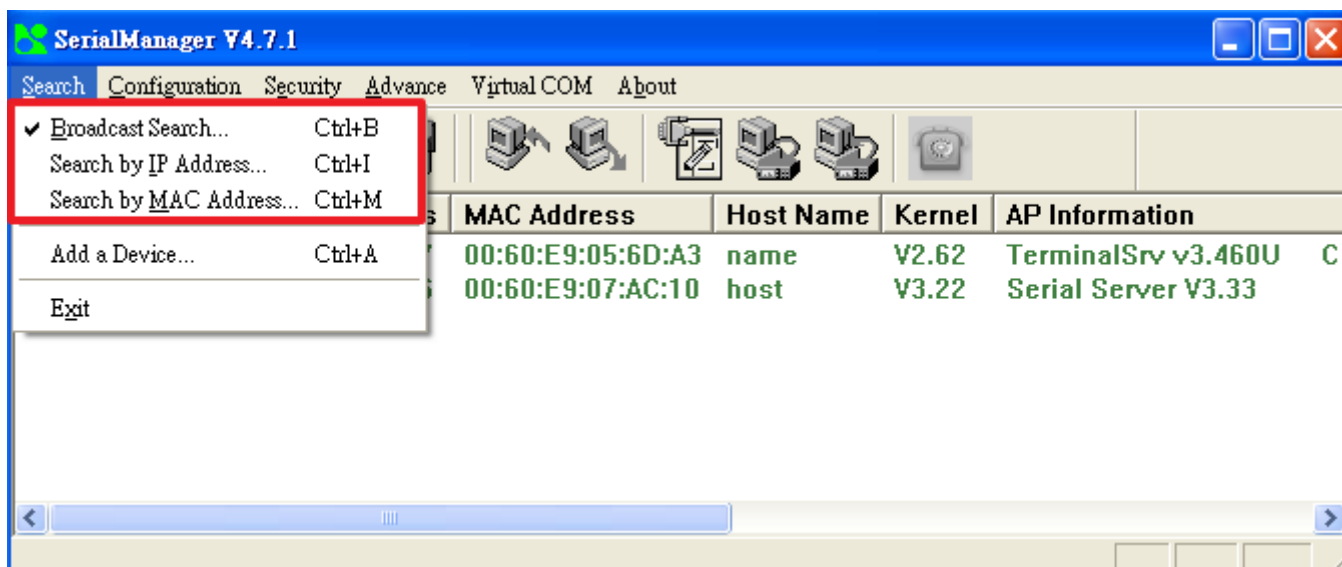 SerialManager V4.7.1
Search Configuration Security Advance Virtual COM About
Broadcast Search... Ctrl+B
Search by IP Address... Ctrl+I
Search by MAC Address... Ctrl+M
Add a Device... Ctrl+A
Exit
MAC Address Host Name Kernel AP Information
00:60:E9:05:6D:A3 name V2.62 TerminalSrv v3.460U C
00:60:E9:07:AC:10 host V3.22 Serial Server V3.33